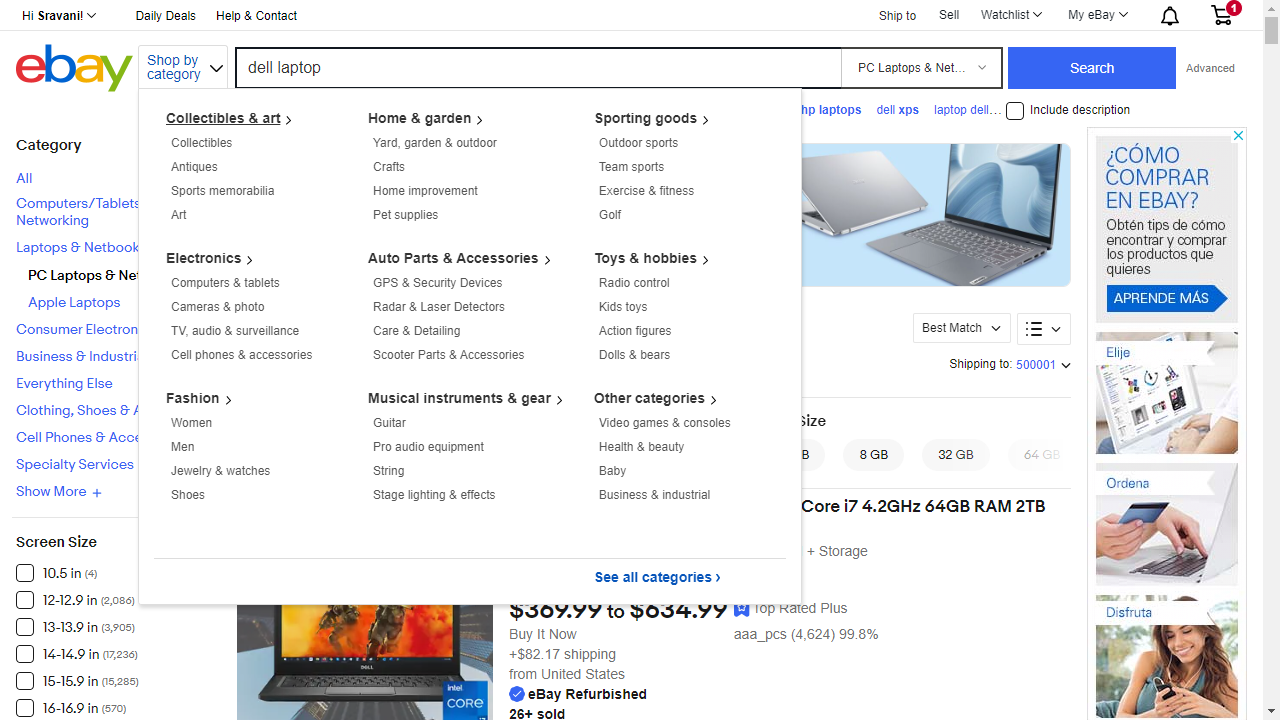 Hi Sravani!
Daily Deals
Help & Contact
Ship to
Sell
Watchlist
My eBay
1
ebay
Shop by category
dell laptop
PC Laptops & Net...
Search
Advanced
hp laptops
dell xps
laptop dell...
Include description
Category
All
Computers/Tablets
Networking
Laptops & Netbook
PC Laptops & Net
Apple Laptops
Consumer Electron
Business & Industria
Everything Else
Clothing, Shoes & A
Cell Phones & Acce
Specialty Services
Show More
Screen Size
10.5 in (4)
12-12.9 in (2,086)
13-13.9 in (3,905)
14-14.9 in (17,236)
15-15.9 in (15,285)
16-16.9 in (570)
Collectibles & art
Collectibles
Antiques
Sports memorabilia
Art
Home & garden
Yard, garden & outdoor
Crafts
Home improvement
Pet supplies
Sporting goods
Outdoor sports
Team sports
Exercise & fitness
Golf
Electronics
Computers & tablets
Cameras & photo
TV, audio & surveillance
Cell phones & accessories
Auto Parts & Accessories
GPS & Security Devices
Radar & Laser Detectors
Care & Detailing
Scooter Parts & Accessories
Toys & hobbies
Radio control
Kids toys
Action figures
Dolls & bears
Fashion
Women
Men
Jewelry & watches
Shoes
Musical instruments & gear
Guitar
Pro audio equipment
String
Stage lighting & effects
Other categories
Video games & consoles
Health & beauty
Baby
Business & industrial
See all categories ›
Best Match
Shipping to: 500001
Size
B
8 GB
32 GB
64 GB
Core i7 4.2GHz 64GB RAM 2TB
+ Storage
$369.99 to $634.99
Top Rated Plus
Buy It Now
aaa_pcs (4,624) 99.8%
+$82.17 shipping
from United States
eBay Refurbished
26+ sold
DELL
intel
CORE
i7
¿CÓMO
COMPRAR
EN EBAY?
Obtén tips de cómo
encontrar y comprar
los productos que
quieres
APRENDE MÁS
Elije
Ordena
Disfruta